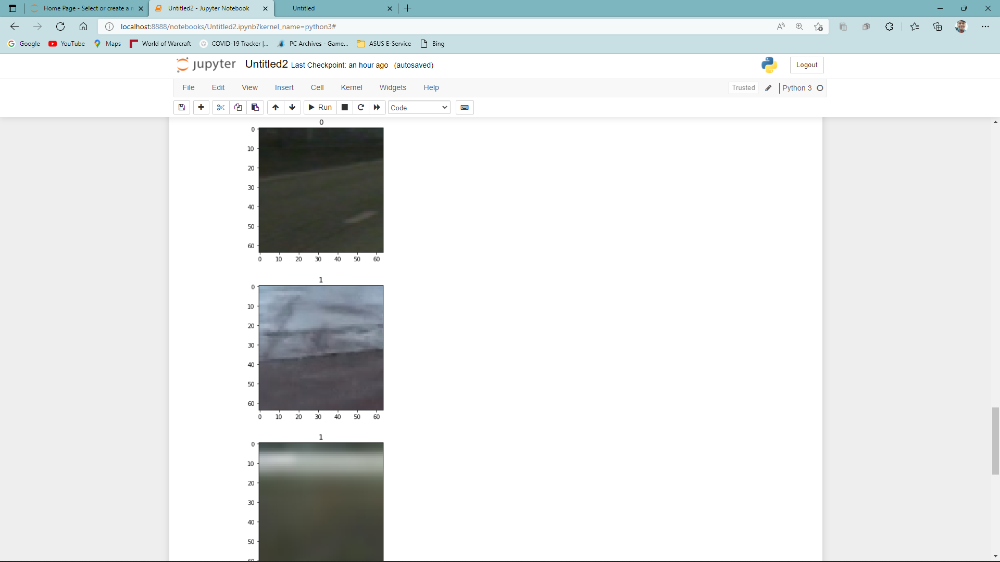 Home Page - Select or create a n
Untitled2 - Jupyter Notebook
Untitled
localhost:8888/notebooks/Untitled2.ipynb?kernel_name=python3#
Google
YouTube
Maps
World of Warcraft
COVID-19 Tracker |...
PC Archives - Game...
ASUS E-Service
Bing
jupyter Untitled2 Last Checkpoint: an hour ago (autosaved)
Logout
File Edit View Insert Cell Kernel Widgets Help
Trusted
Python 3
Run
Code
0
0
10
20
30
40
50
60
0 10 20 30 40 50 60
1
0
10
20
30
40
50
60
0 10 20 30 40 50 60
1
0
10
20
30
40
50
60